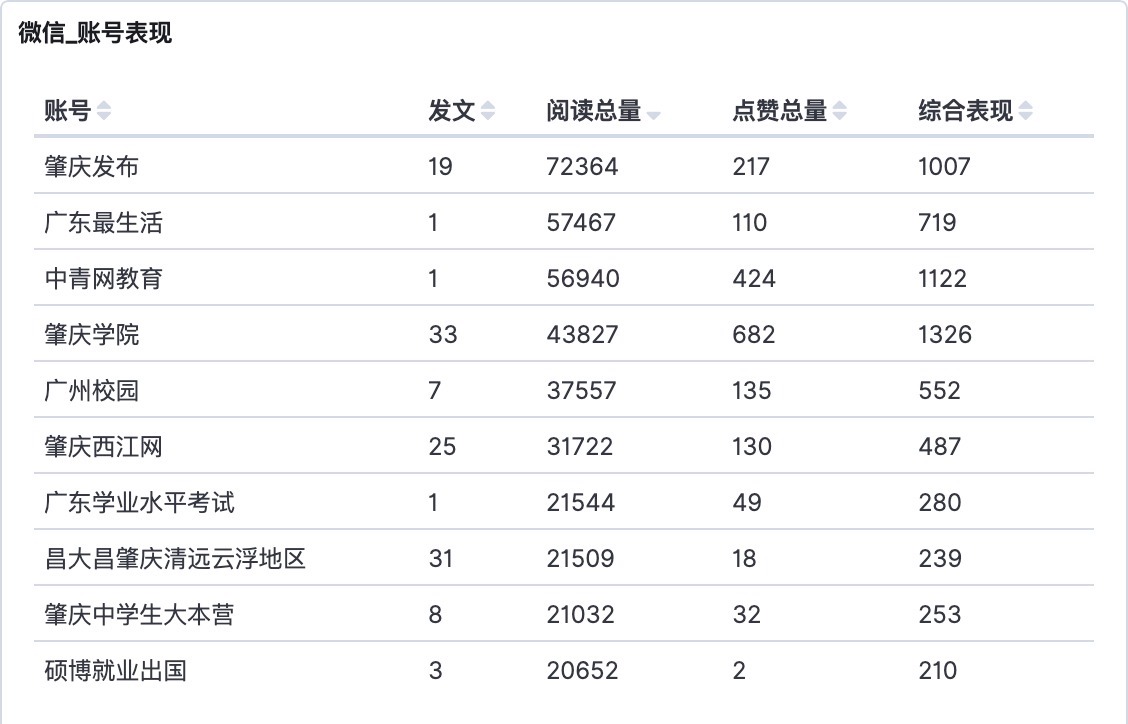 微信_账号表现
账号 发文 阅读总量 点赞总量 综合表现
肇庆发布 19 72364 217 1007
广东最生活 1 57467 110 719
中青网教育 1 56940 424 1122
肇庆学院 33 43827 682 1326
广州校园 7 37557 135 552
肇庆西江网 25 31722 130 487
广东学业水平考试 1 21544 49 280
昌大昌肇庆清远云浮地区 31 21509 18 239
肇庆中学生大本营 8 21032 32 253
硕博就业出国 3 20652 2 210